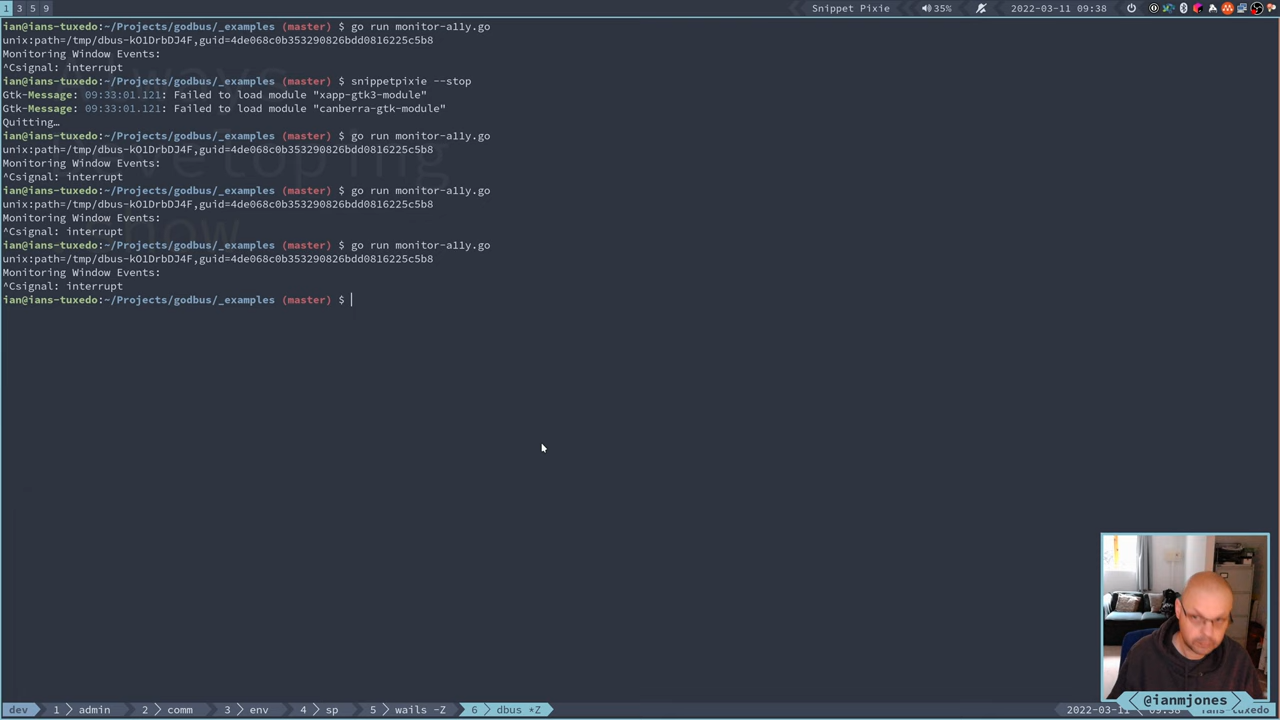 1 3 5 9
Snippet Pixie 35% 2022-03-11 09:38
ian@ians-tuxedo:~/Projects/godbus/_examples (master) $ go run monitor-a11y.go
unix:path=/tmp/dbus-kO1DrbDJ4F,guid=4de068c0b353290826bdd0816225c5b8
Monitoring Window Events:
^Csignal: interrupt
ian@ians-tuxedo:~/Projects/godbus/_examples (master) $ snippetpixie --stop
Gtk-Message: 09:33:01.121: Failed to load module "xapp-gtk3-module"
Gtk-Message: 09:33:01.121: Failed to load module "canberra-gtk-module"
Quitting…
ian@ians-tuxedo:~/Projects/godbus/_examples (master) $ go run monitor-a11y.go
unix:path=/tmp/dbus-kO1DrbDJ4F,guid=4de068c0b353290826bdd0816225c5b8
Monitoring Window Events:
^Csignal: interrupt
ian@ians-tuxedo:~/Projects/godbus/_examples (master) $ go run monitor-a11y.go
unix:path=/tmp/dbus-kO1DrbDJ4F,guid=4de068c0b353290826bdd0816225c5b8
Monitoring Window Events:
^Csignal: interrupt
ian@ians-tuxedo:~/Projects/godbus/_examples (master) $ go run monitor-a11y.go
unix:path=/tmp/dbus-kO1DrbDJ4F,guid=4de068c0b353290826bdd0816225c5b8
Monitoring Window Events:
^Csignal: interrupt
ian@ians-tuxedo:~/Projects/godbus/_examples (master) $
@ianmjones
dev 1 admin 2 comm 3 env 4 sp 5 wails -Z 6 dbus *Z 2022-03-11